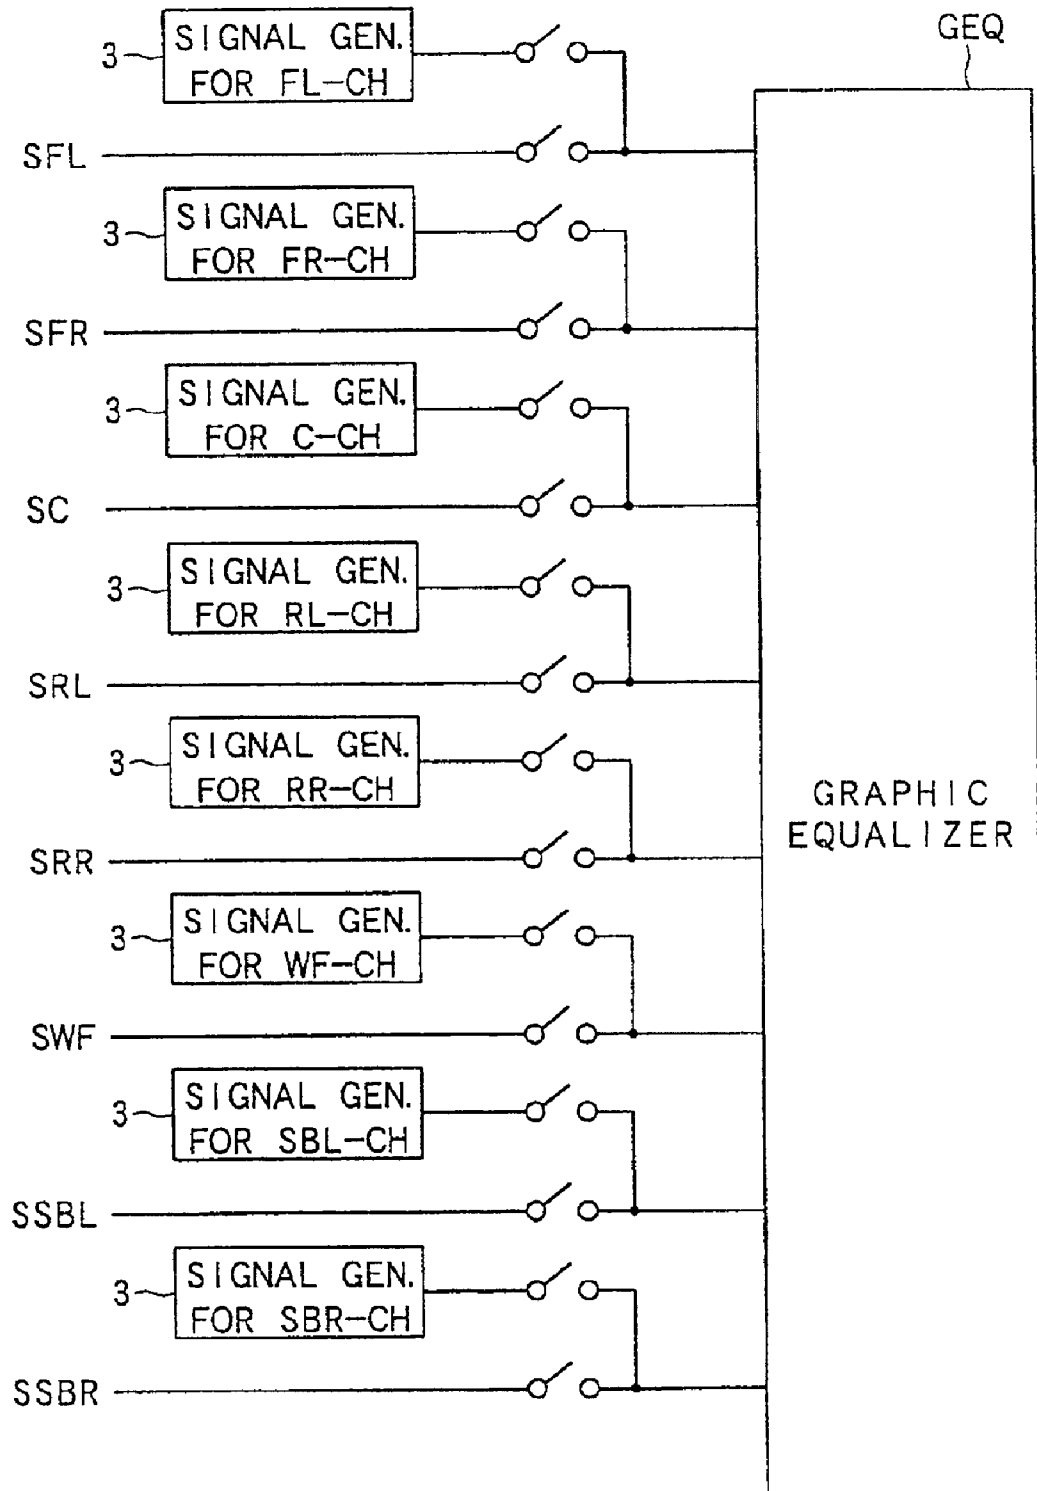 GEQ
3
SIGNAL GEN.
FOR FL-CH
SFL
3
SIGNAL GEN.
FOR FR-CH
SFR
3
SIGNAL GEN.
FOR C-CH
SC
3
SIGNAL GEN.
FOR RL-CH
SRL
3
SIGNAL GEN.
FOR RR-CH
GRAPHIC
EQUALIZER
SRR
3
SIGNAL GEN.
FOR WF-CH
SWF
3
SIGNAL GEN.
FOR SBL-CH
SSBL
3
SIGNAL GEN.
FOR SBR-CH
SSBR